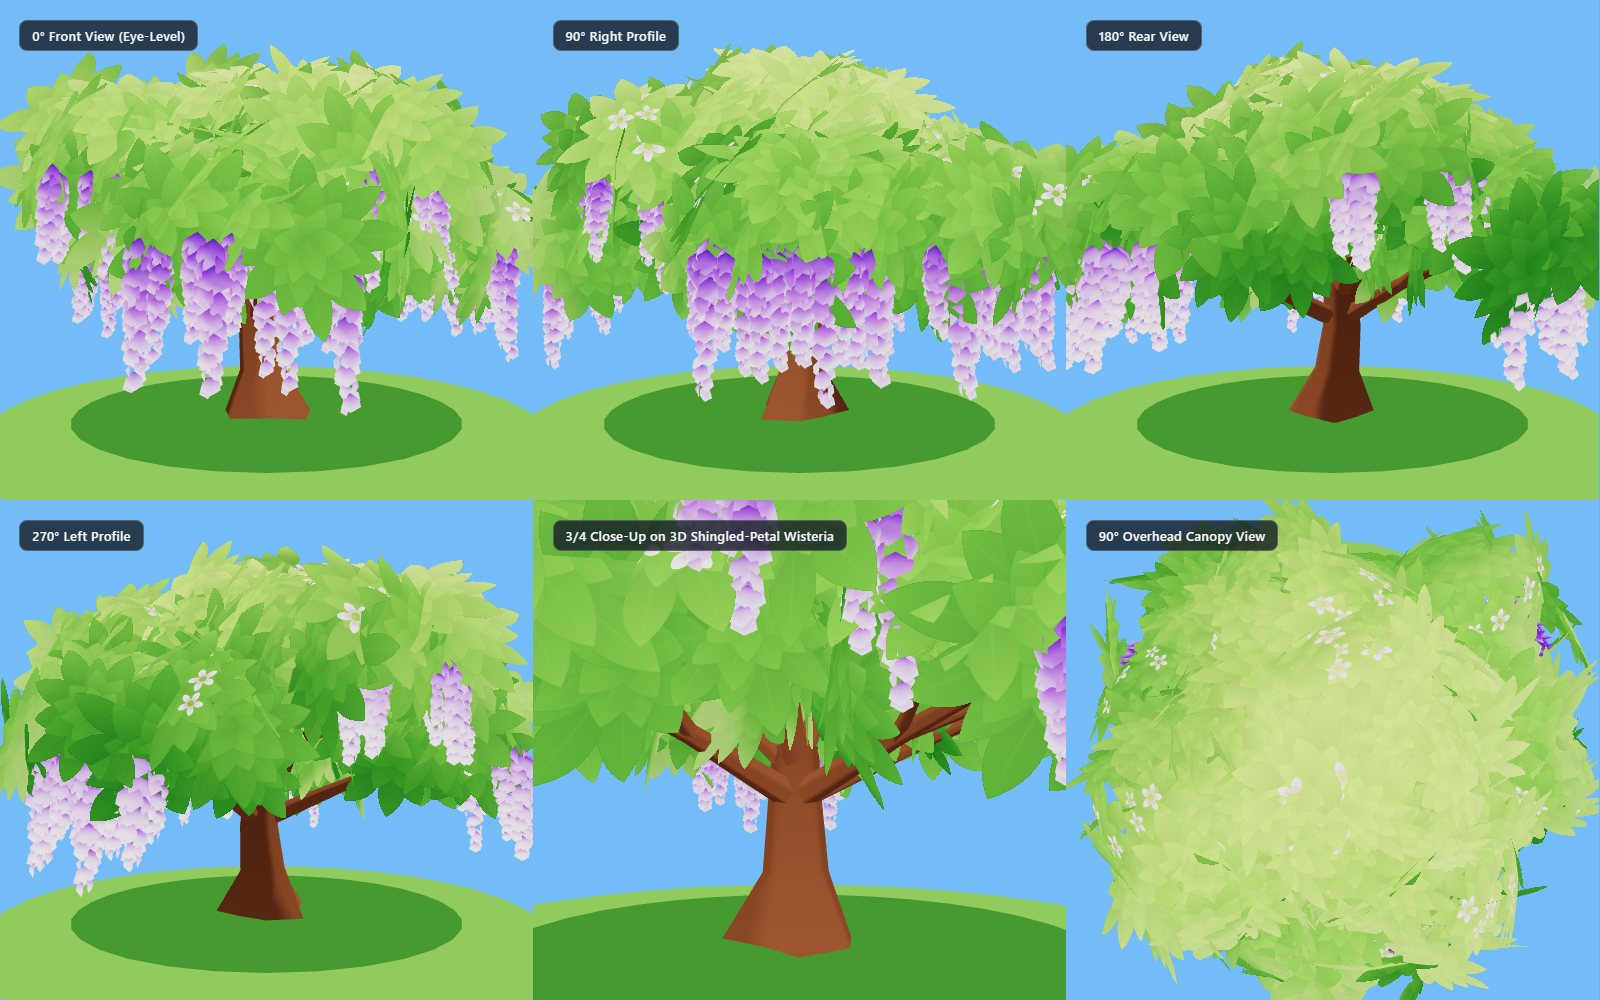 0° Front View (Eye-Level)
90° Right Profile
180° Rear View
270° Left Profile
3/4 Close-Up on 3D Shingled-Petal Wisteria
90° Overhead Canopy View